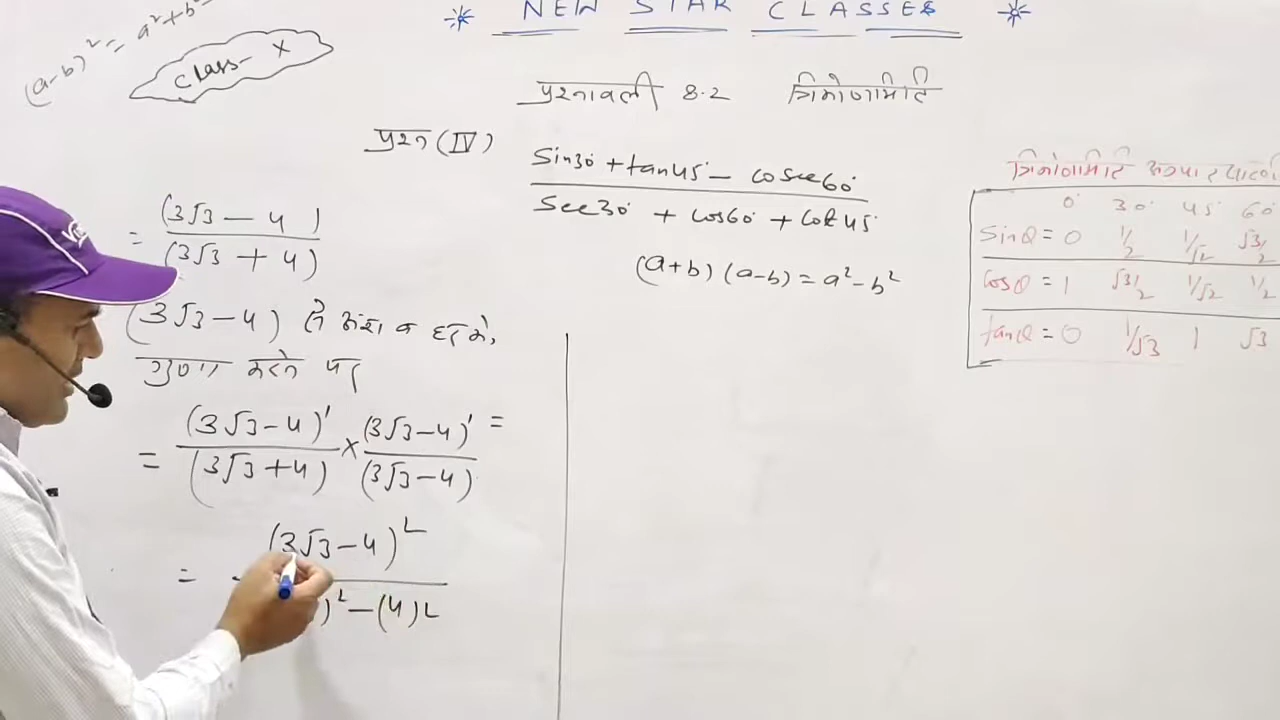 NEW STAR CLASSES
(a-b)² = a² + b²
Class - X
प्रश्नावली 8.2 त्रिकोणमिति
प्रश्न (IV)
sin30° + tan45° - cosec60°
sec30° + cos60° + cot45°
(a+b) (a-b) = a² - b²
= (3√3 - 4)
(3√3 + 4)
(3√3 - 4) से अंश व हर में,
गुणा करने पर
= (3√3 - 4)' × (3√3 - 4)' =
(3√3 + 4) (3√3 - 4)
= (3√3 - 4)²
)² - (4)²
त्रिकोणमिति
0° 30° 45° 60°
sinθ = 0 1/2 1/√2 √3/2
cosθ = 1 √3/2 1/√2 1/2
tanθ = 0 1/√3 1 √3